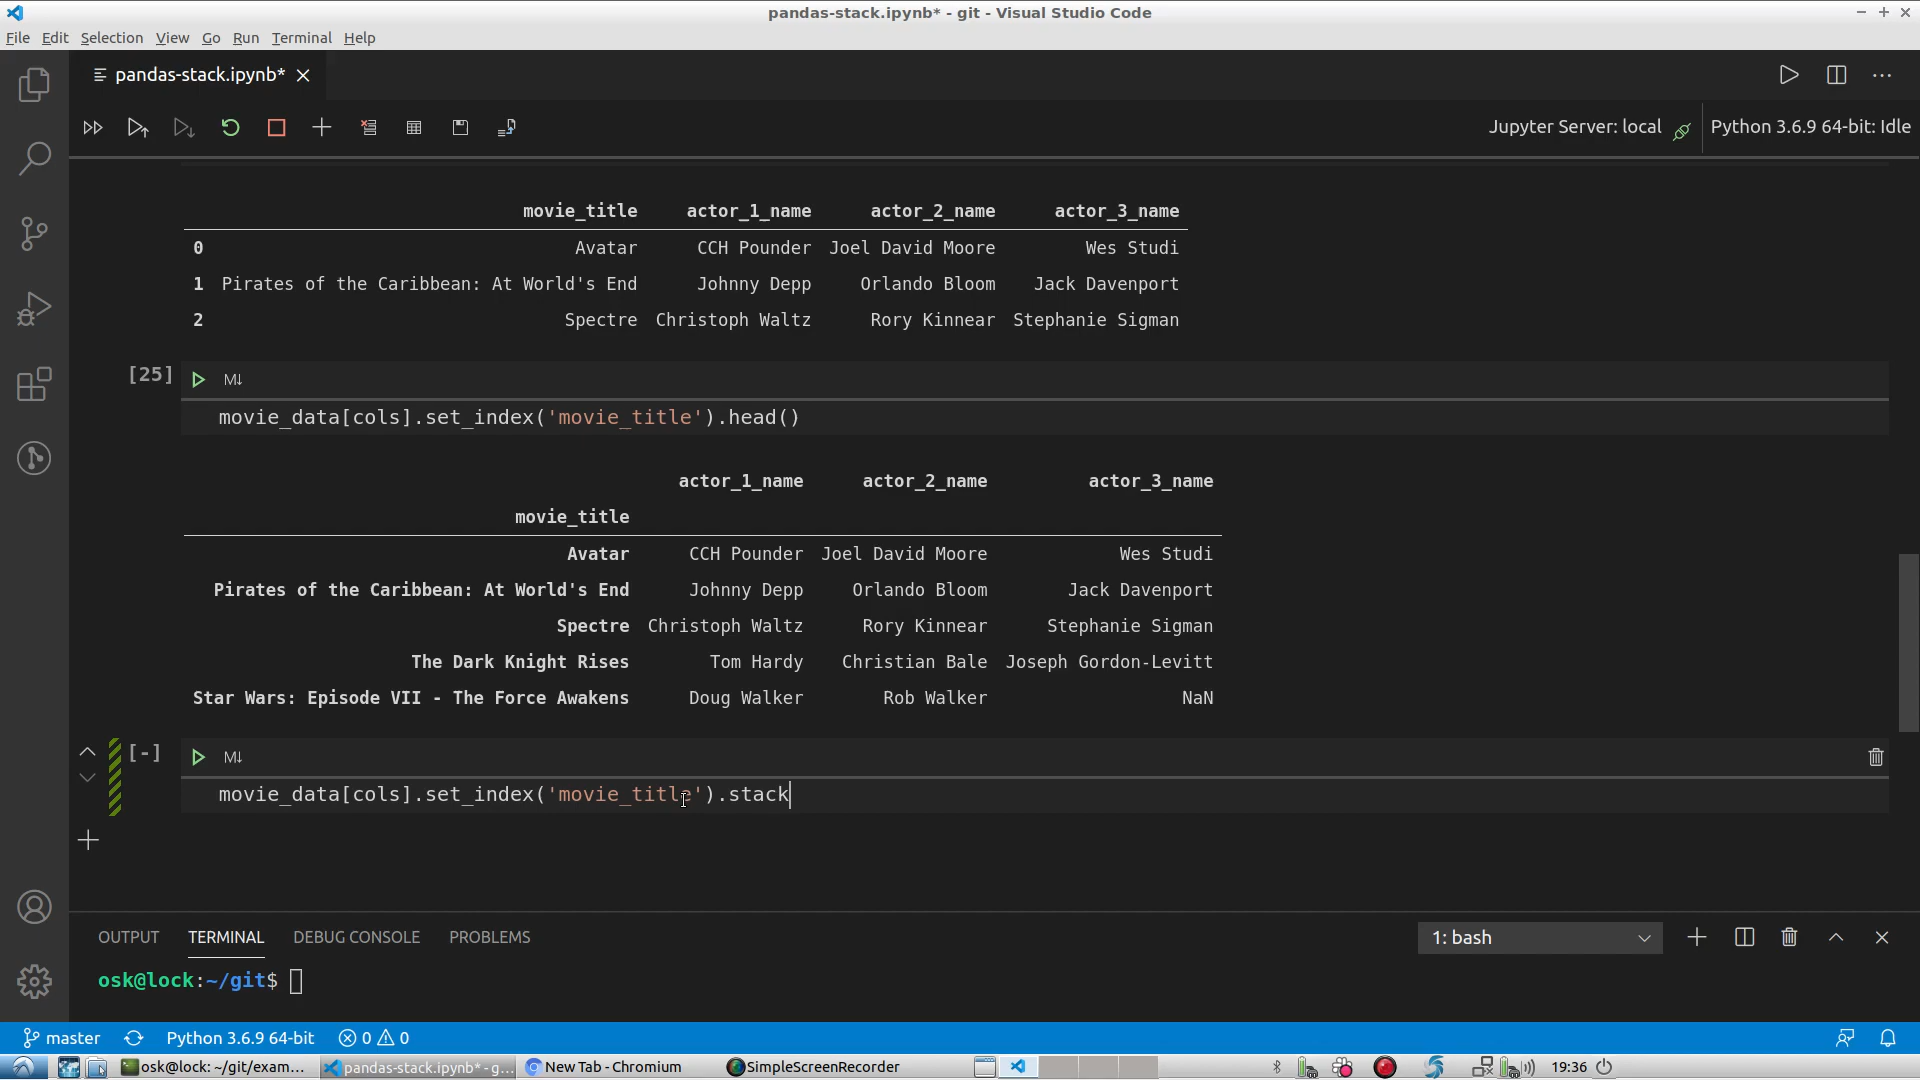 pandas-stack.ipynb* - git - Visual Studio Code
File Edit Selection View Go Run Terminal Help
pandas-stack.ipynb*
Jupyter Server: local Python 3.6.9 64-bit: Idle
movie_title actor_1_name actor_2_name actor_3_name
0 Avatar CCH Pounder Joel David Moore Wes Studi
1 Pirates of the Caribbean: At World's End Johnny Depp Orlando Bloom Jack Davenport
2 Spectre Christoph Waltz Rory Kinnear Stephanie Sigman
[25] M↓
movie_data[cols].set_index('movie_title').head()
actor_1_name actor_2_name actor_3_name
movie_title
Avatar CCH Pounder Joel David Moore Wes Studi
Pirates of the Caribbean: At World's End Johnny Depp Orlando Bloom Jack Davenport
Spectre Christoph Waltz Rory Kinnear Stephanie Sigman
The Dark Knight Rises Tom Hardy Christian Bale Joseph Gordon-Levitt
Star Wars: Episode VII - The Force Awakens Doug Walker Rob Walker NaN
[-] M↓
movie_data[cols].set_index('movie_title').stack
OUTPUT TERMINAL DEBUG CONSOLE PROBLEMS 1: bash
osk@lock:~/git$
master Python 3.6.9 64-bit 0 0
osk@lock: ~/git/exam... pandas-stack.ipynb* - g... New Tab - Chromium SimpleScreenRecorder 19:36